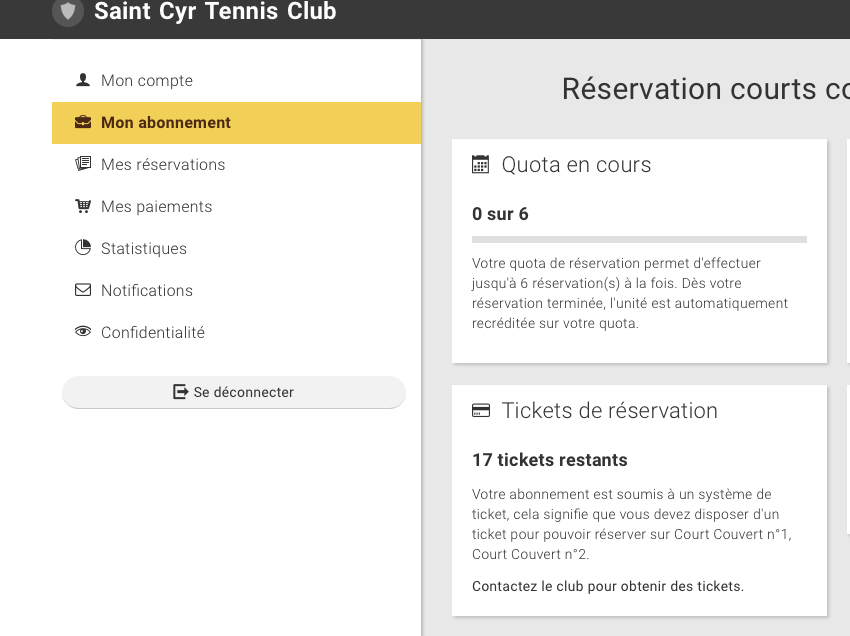 Saint Cyr Tennis Club
Mon compte
Mon abonnement
Mes réservations
Mes paiements
Statistiques
Notifications
Confidentialité
Se déconnecter
Réservation courts co
Quota en cours
0 sur 6
Votre quota de réservation permet d'effectuer
jusqu'à 6 réservation(s) à la fois. Dès votre
réservation terminée, l'unité est automatiquement
recréditée sur votre quota.
Tickets de réservation
17 tickets restants
Votre abonnement est soumis à un système de
ticket, cela signifie que vous devez disposer d'un
ticket pour pouvoir réserver sur Court Couvert n°1,
Court Couvert n°2.
Contactez le club pour obtenir des tickets.